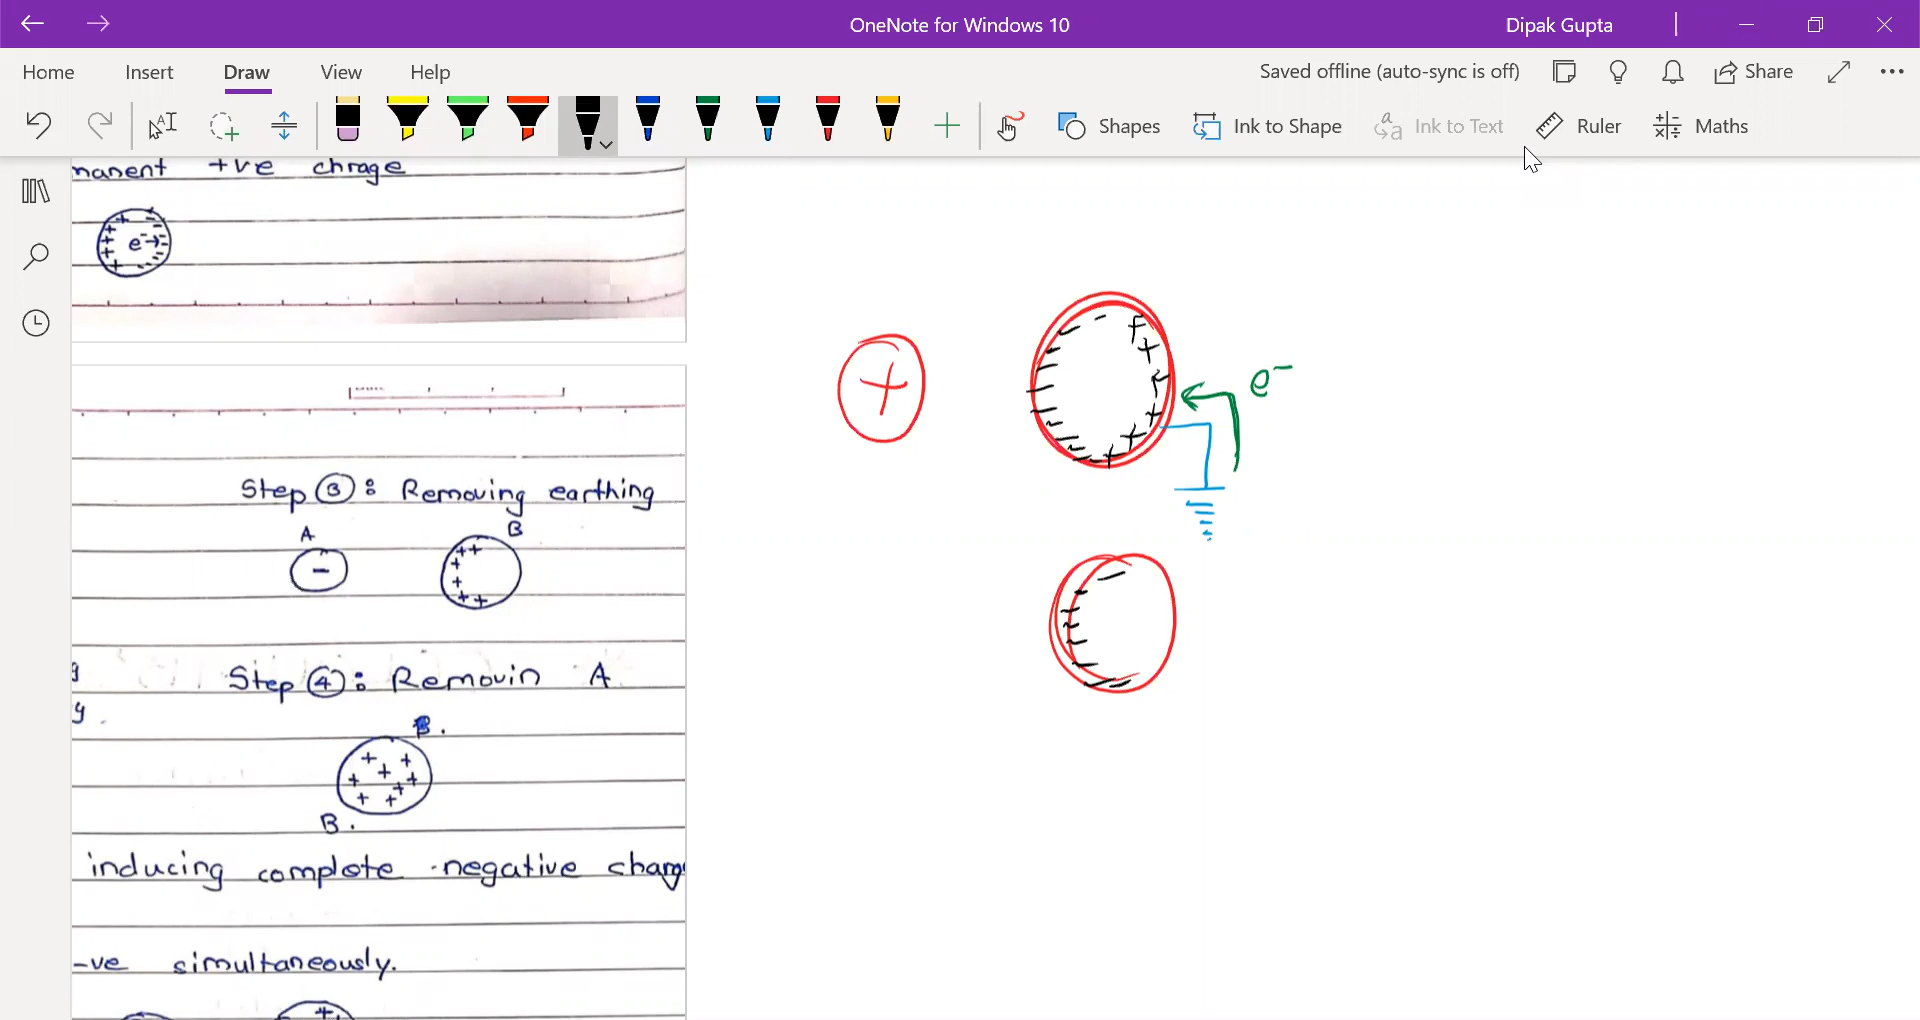 OneNote for Windows 10
Dipak Gupta
Home Insert Draw View Help
Saved offline (auto-sync is off)
Share
Shapes
Ink to Shape
Ink to Text
Ruler
Maths
manent +ve chrage
e⁻→
Step ③ : Removing earthing
A B
−
Step ④ : Removin A
B.
B.
inducing complete negative charg
-ve simultaneously.
+
e⁻